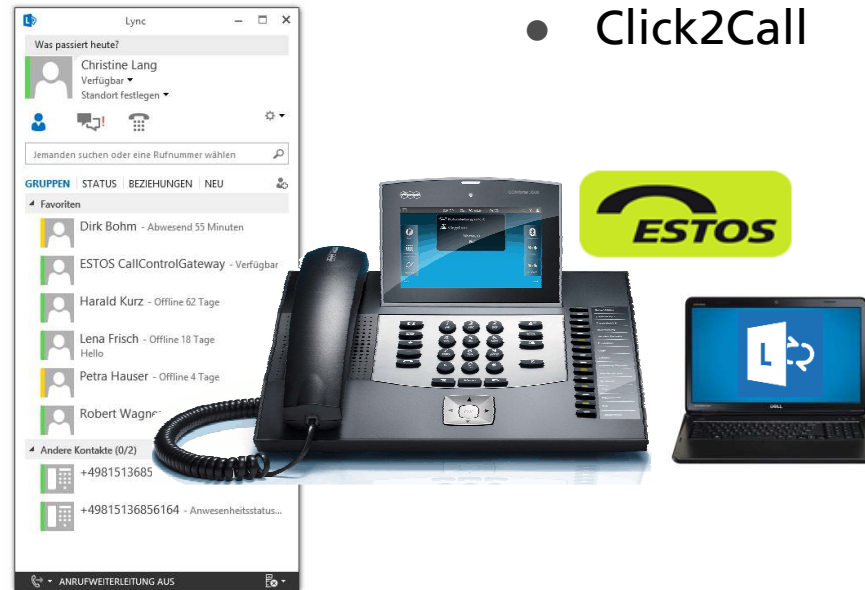 Lync
Was passiert heute?
Christine Lang
Verfügbar
Standort festlegen
Jemanden suchen oder eine Rufnummer wählen
GRUPPEN STATUS BEZIEHUNGEN NEU
Favoriten
Dirk Bohm - Abwesend 55 Minuten
ESTOS CallControlGateway - Verfügbar
Harald Kurz - Offline 62 Tage
Lena Frisch - Offline 18 Tage
Hello
Petra Hauser - Offline 4 Tage
Robert
Andere Kontakte (0/2)
+4981513685
+49815136856164 - Anwesenheitsstatus...
ANRUFWEITERLEITUNG AUS
• Click2Call
ESTOS
L
DELL